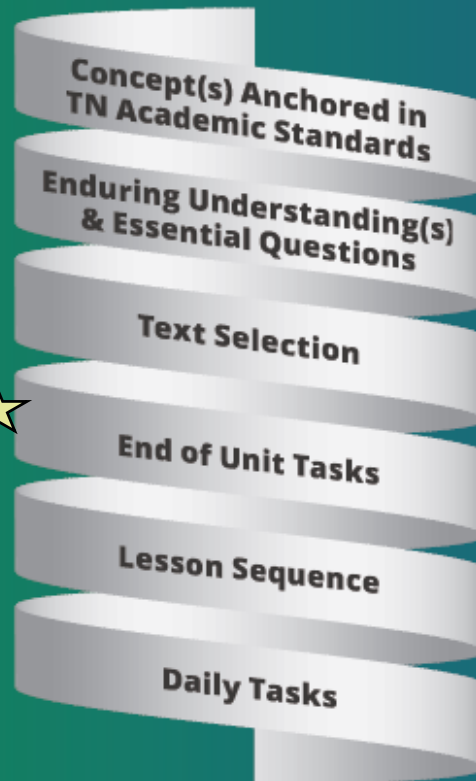 Concept(s) Anchored in
TN Academic Standards
Enduring Understanding(s)
& Essential Questions
Text Selection
End of Unit Tasks
Lesson Sequence
Daily Tasks